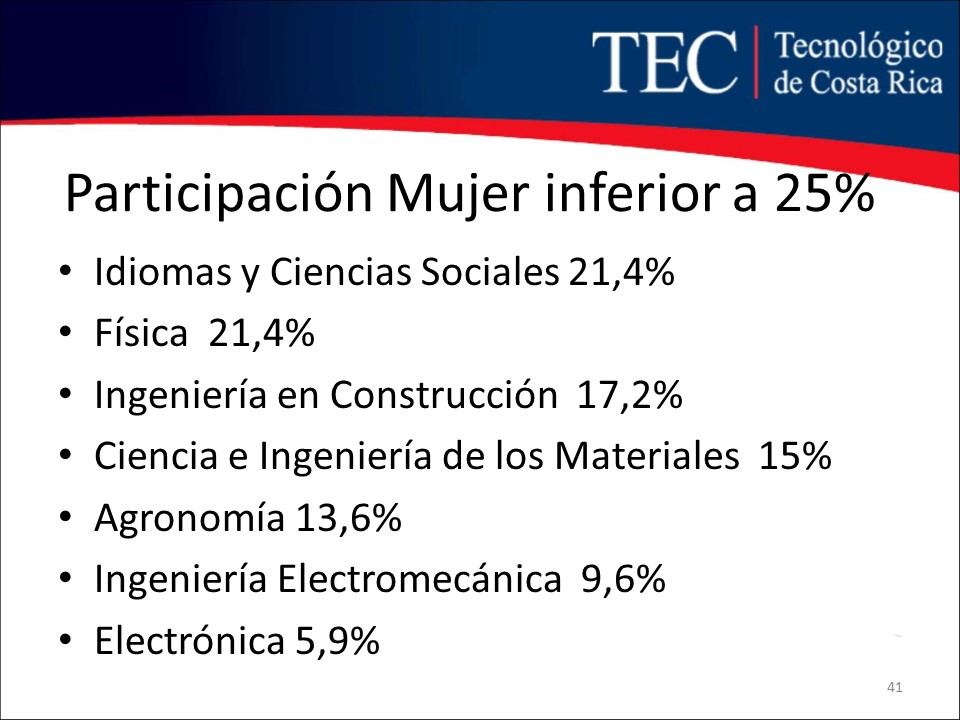 TEC
Tecnológico
de Costa Rica
Participación Mujer inferior a 25%
• Idiomas y Ciencias Sociales 21,4%
• Física 21,4%
• Ingeniería en Construcción 17,2%
• Ciencia e Ingeniería de los Materiales 15%
• Agronomía 13,6%
• Ingeniería Electromecánica 9,6%
• Electrónica 5,9%
41